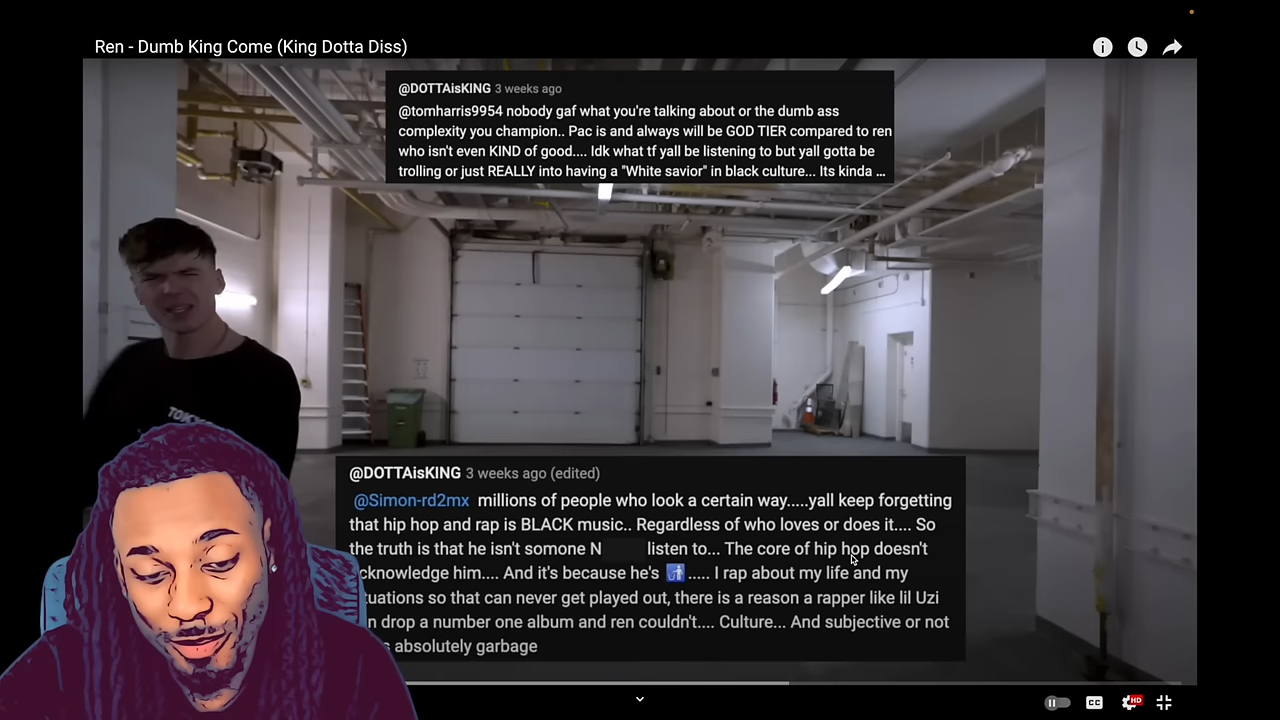 Ren - Dumb King Come (King Dotta Diss)
@DOTTAisKING 3 weeks ago
@tomharris9954 nobody gaf what you're talking about or the dumb ass
complexity you champion.. Pac is and always will be GOD TIER compared to ren
who isn't even KIND of good.... Idk what tf yall be listening to but yall gotta be
trolling or just REALLY into having a "White savior" in black culture... Its kinda ...
@DOTTAisKING 3 weeks ago (edited)
@Simon-rd2mx millions of people who look a certain way.....yall keep forgetting
that hip hop and rap is BLACK music.. Regardless of who loves or does it.... So
the truth is that he isn't somone N listen to... The core of hip hop doesn't
cknowledge him.... And it's because he's 🚮..... I rap about my life and my
tuations so that can never get played out, there is a reason a rapper like lil Uzi
n drop a number one album and ren couldn't.... Culture... And subjective or not
s absolutely garbage
CC
HD